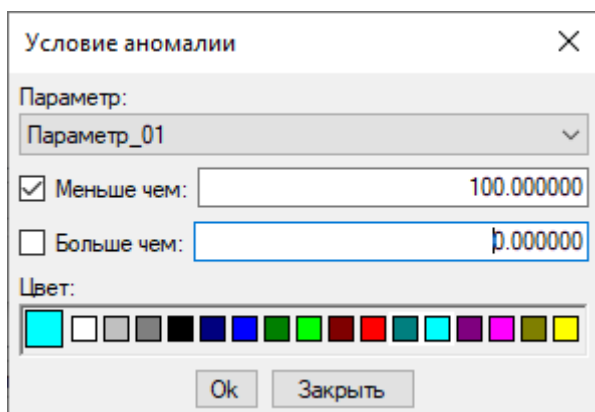 Условие аномалии
Параметр:
Параметр_01
Меньше чем: 100.000000
Больше чем: 0.000000
Цвет:
Ok Закрыть